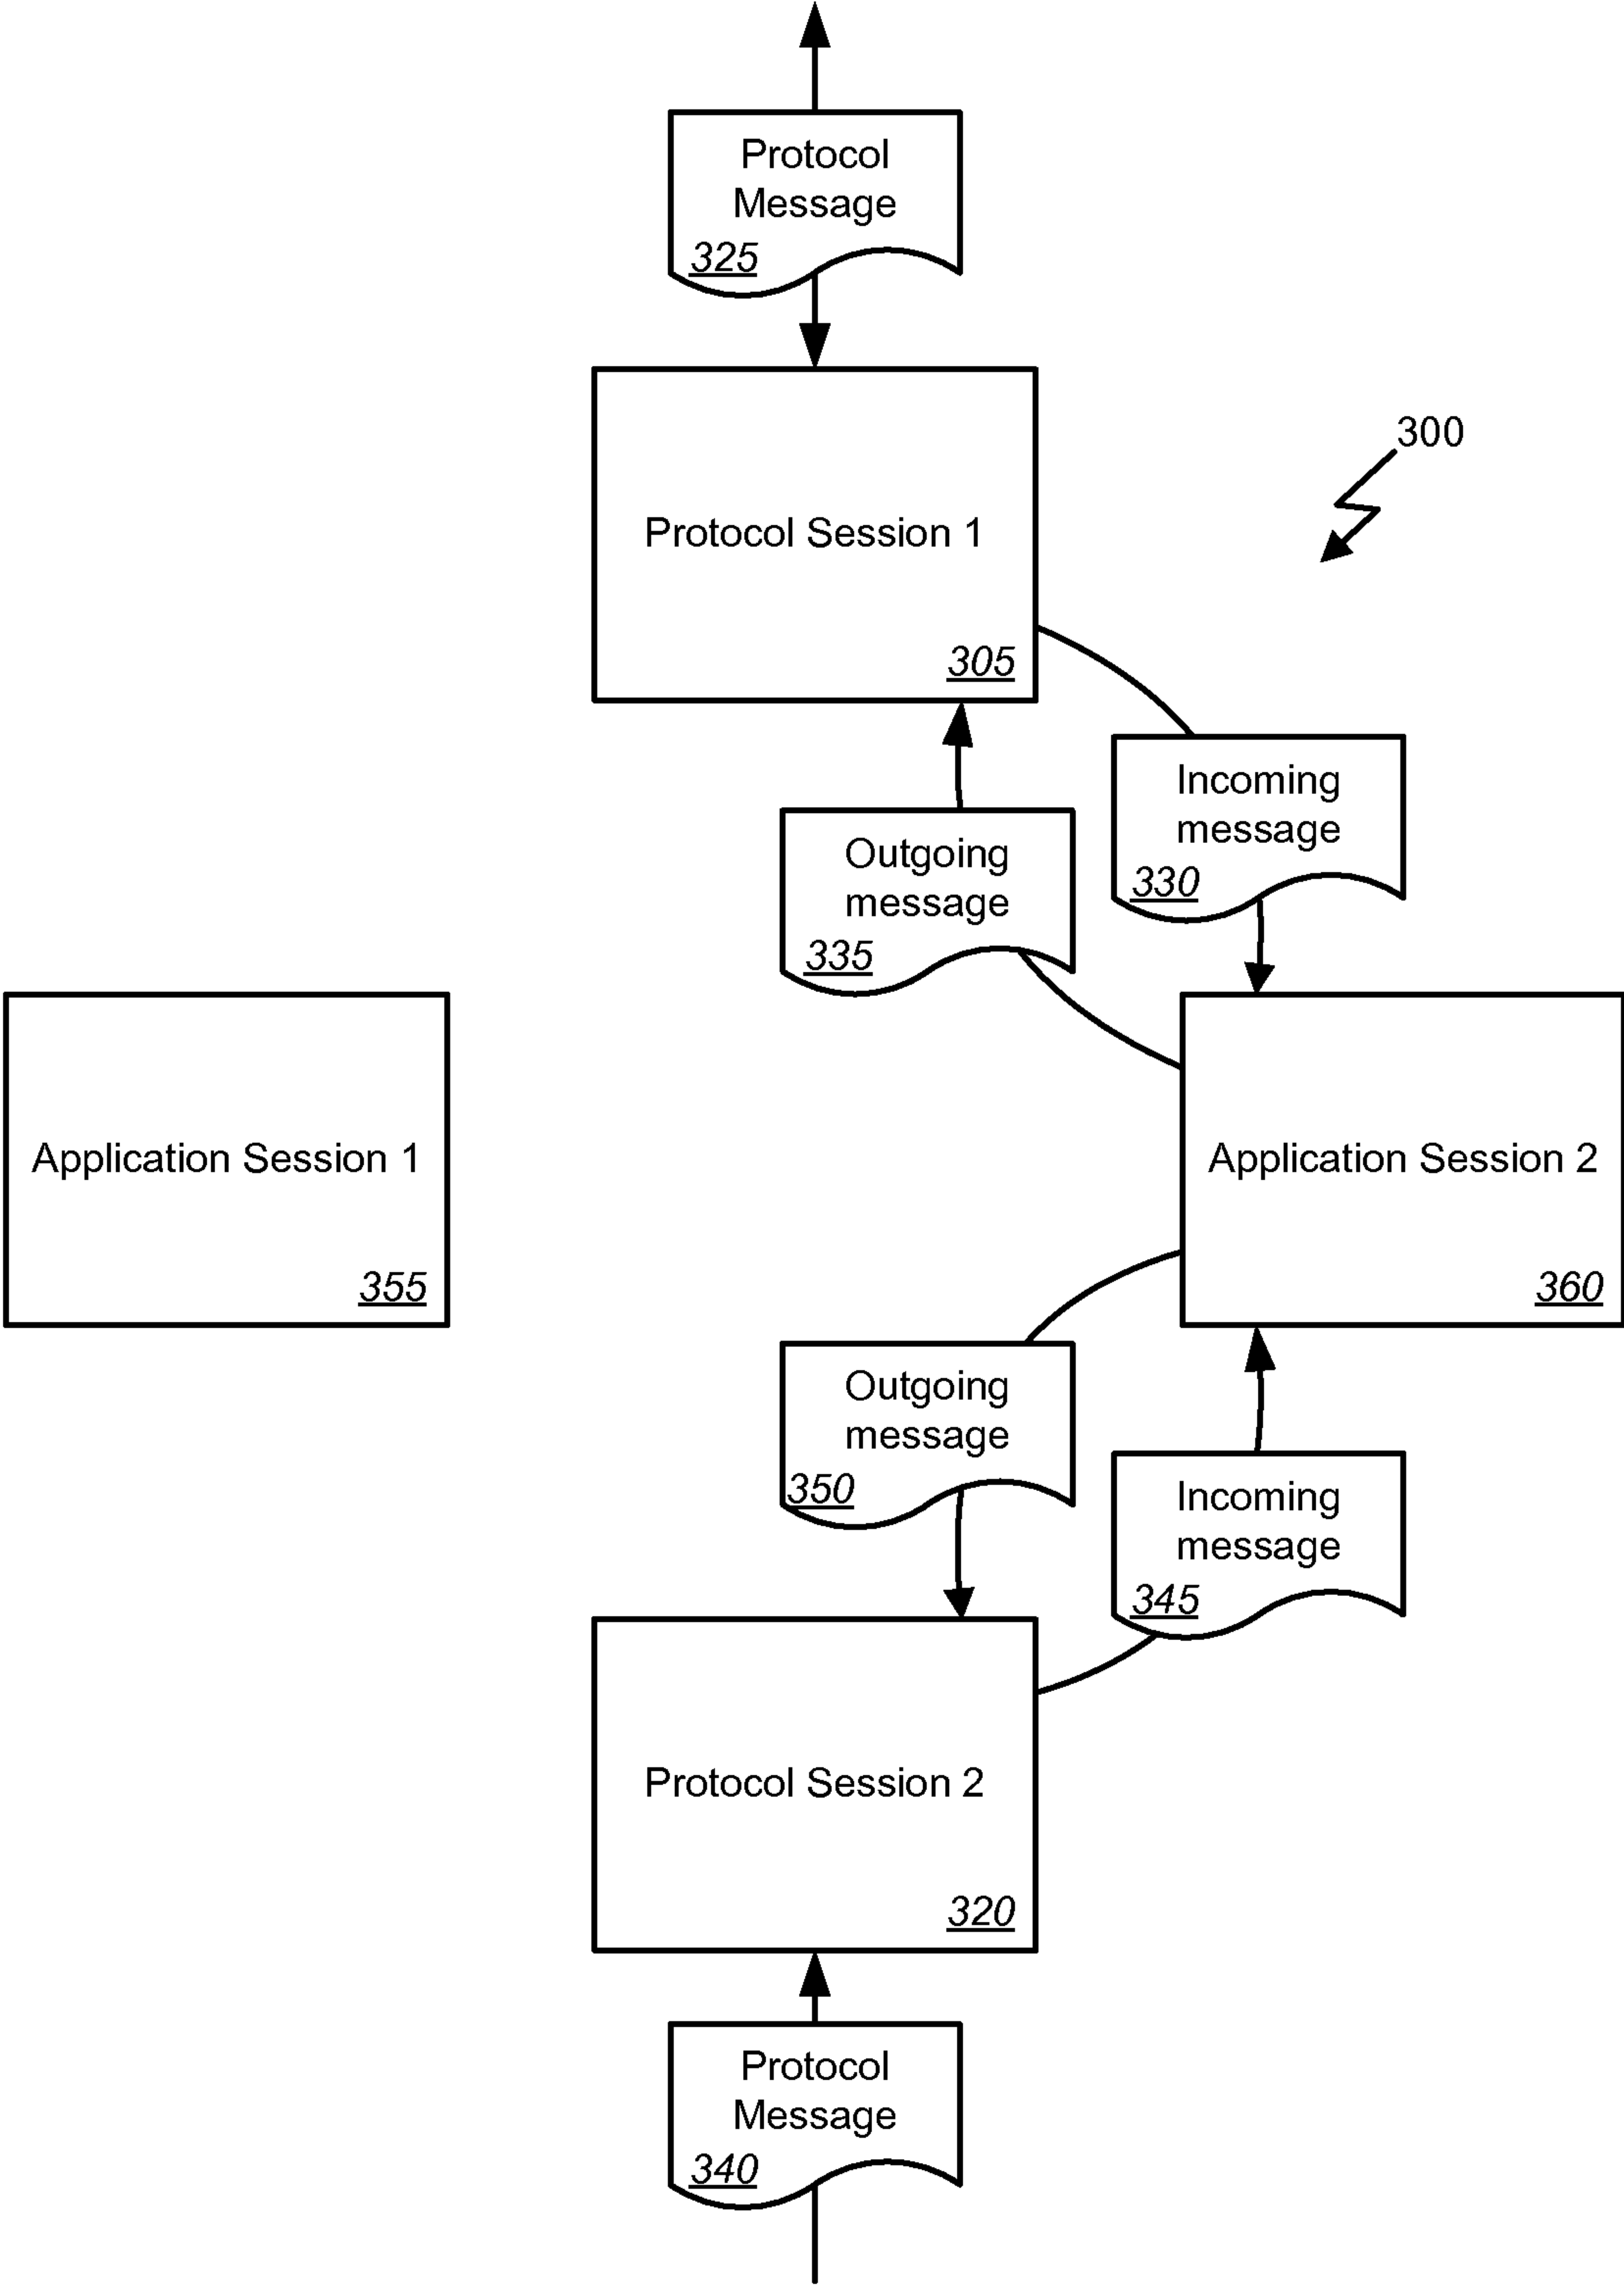 Protocol
Message
325
300
Protocol Session 1
305
Incoming
message
330
Outgoing
message
335
Application Session 1
355
Application Session 2
360
Outgoing
message
350
Incoming
message
345
Protocol Session 2
320
Protocol
Message
340